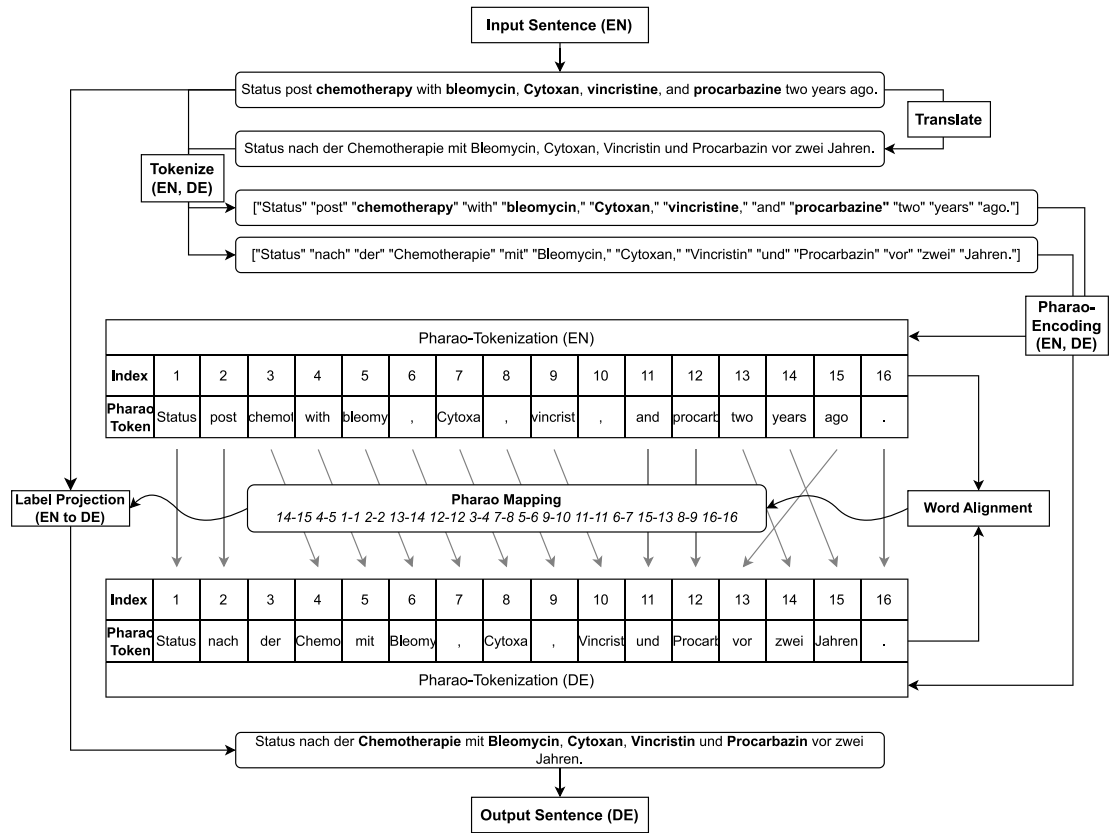 Input Sentence (EN)
Status post chemotherapy with bleomycin, Cytoxan, vincristine, and procarbazine two years ago.
Translate
Status nach der Chemotherapie mit Bleomycin, Cytoxan, Vincristin und Procarbazin vor zwei Jahren.
Tokenize
(EN, DE)
["Status" "post" "chemotherapy" "with" "bleomycin," "Cytoxan," "vincristine," "and" "procarbazine" "two" "years" "ago."]
["Status" "nach" "der" "Chemotherapie" "mit" "Bleomycin," "Cytoxan," "Vincristin" "und" "Procarbazin" "vor" "zwei" "Jahren."]
Pharao-
Encoding
(EN, DE)
Pharao-Tokenization (EN)
Index 1 2 3 4 5 6 7 8 9 10 11 12 13 14 15 16
Pharao
Token Status post chemot with bleomy , Cytoxa , vincrist , and procarb two years ago .
Label Projection
(EN to DE)
Pharao Mapping
14-15 4-5 1-1 2-2 13-14 12-12 3-4 7-8 5-6 9-10 11-11 6-7 15-13 8-9 16-16
Word Alignment
Index 1 2 3 4 5 6 7 8 9 10 11 12 13 14 15 16
Pharao
Token Status nach der Chemo mit Bleomy , Cytoxa , Vincrist und Procarb vor zwei Jahren .
Pharao-Tokenization (DE)
Status nach der Chemotherapie mit Bleomycin, Cytoxan, Vincristin und Procarbazin vor zwei
Jahren.
Output Sentence (DE)